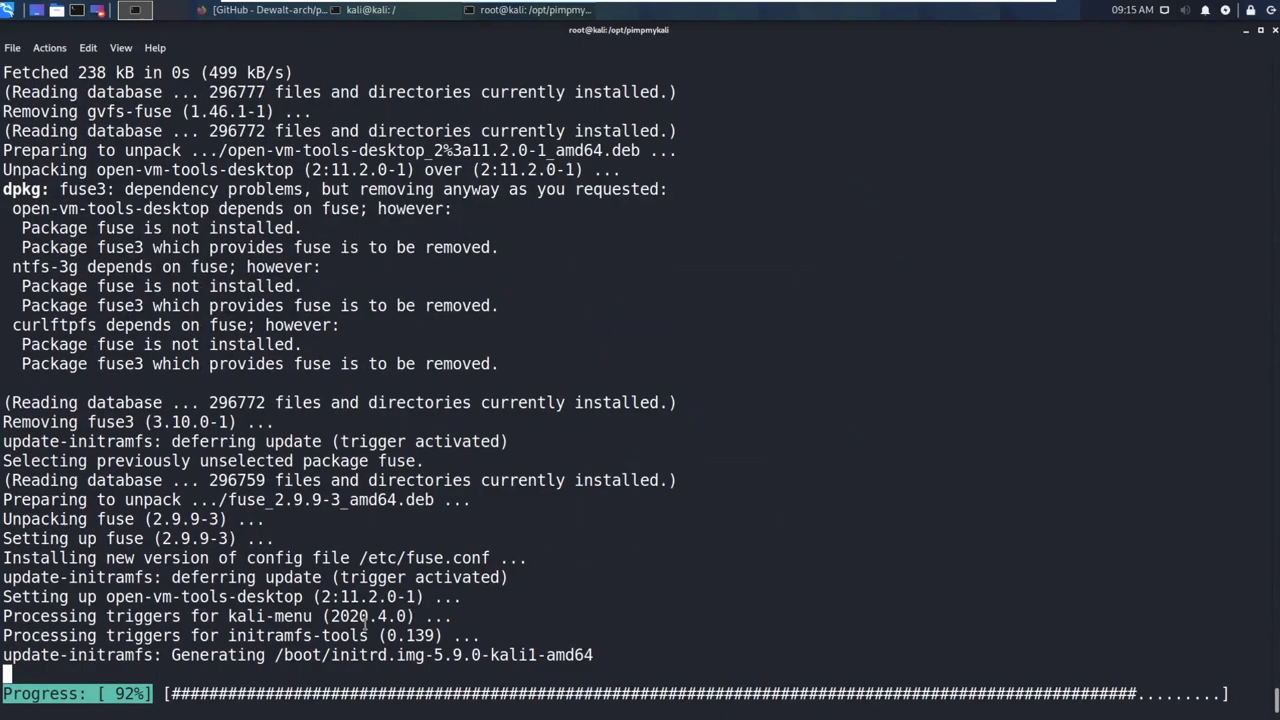 [GitHub - Dewalt-arch/p...
kali@kali: /
root@kali: /opt/pimpmy...
09:15 AM
root@kali: /opt/pimpmykali
File Actions Edit View Help
Fetched 238 kB in 0s (499 kB/s)
(Reading database ... 296777 files and directories currently installed.)
Removing gvfs-fuse (1.46.1-1) ...
(Reading database ... 296772 files and directories currently installed.)
Preparing to unpack .../open-vm-tools-desktop_2%3a11.2.0-1_amd64.deb ...
Unpacking open-vm-tools-desktop (2:11.2.0-1) over (2:11.2.0-1) ...
dpkg: fuse3: dependency problems, but removing anyway as you requested:
 open-vm-tools-desktop depends on fuse; however:
  Package fuse is not installed.
  Package fuse3 which provides fuse is to be removed.
 ntfs-3g depends on fuse; however:
  Package fuse is not installed.
  Package fuse3 which provides fuse is to be removed.
 curlftpfs depends on fuse; however:
  Package fuse is not installed.
  Package fuse3 which provides fuse is to be removed.
(Reading database ... 296772 files and directories currently installed.)
Removing fuse3 (3.10.0-1) ...
update-initramfs: deferring update (trigger activated)
Selecting previously unselected package fuse.
(Reading database ... 296759 files and directories currently installed.)
Preparing to unpack .../fuse_2.9.9-3_amd64.deb ...
Unpacking fuse (2.9.9-3) ...
Setting up fuse (2.9.9-3) ...
Installing new version of config file /etc/fuse.conf ...
update-initramfs: deferring update (trigger activated)
Setting up open-vm-tools-desktop (2:11.2.0-1) ...
Processing triggers for kali-menu (2020.4.0) ...
Processing triggers for initramfs-tools (0.139) ...
update-initramfs: Generating /boot/initrd.img-5.9.0-kali1-amd64
Progress: [ 92%] [#######################################################################################################.........]